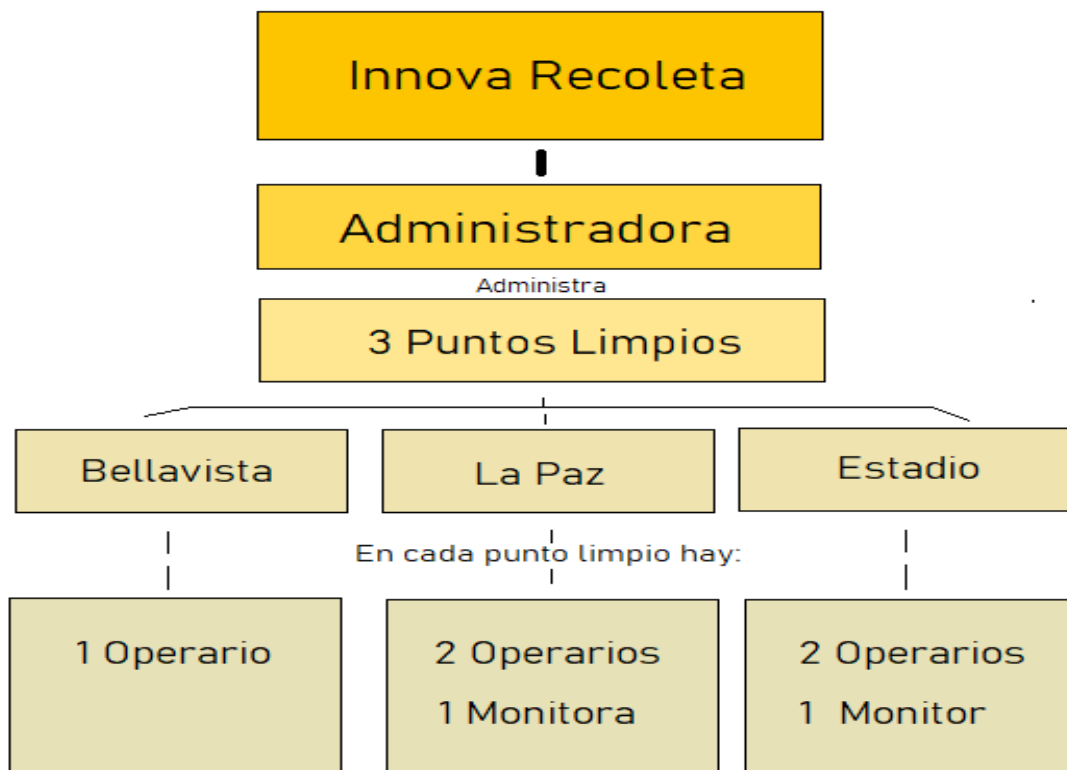 Innova Recoleta
Administradora
Administra
3 Puntos Limpios
Bellavista
La Paz
Estadio
En cada punto limpio hay:
1 Operario
2 Operarios
1 Monitora
2 Operarios
1 Monitor